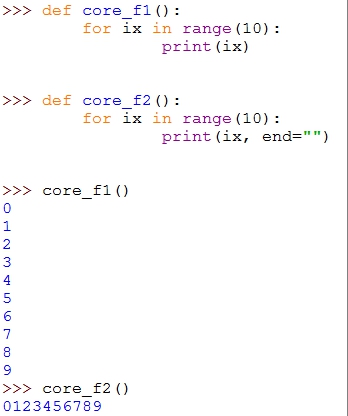 >>> def core_f1():
        for ix in range(10):
                print(ix)
>>> def core_f2():
        for ix in range(10):
                print(ix, end="")
>>> core_f1()
0
1
2
3
4
5
6
7
8
9
>>> core_f2()
0123456789